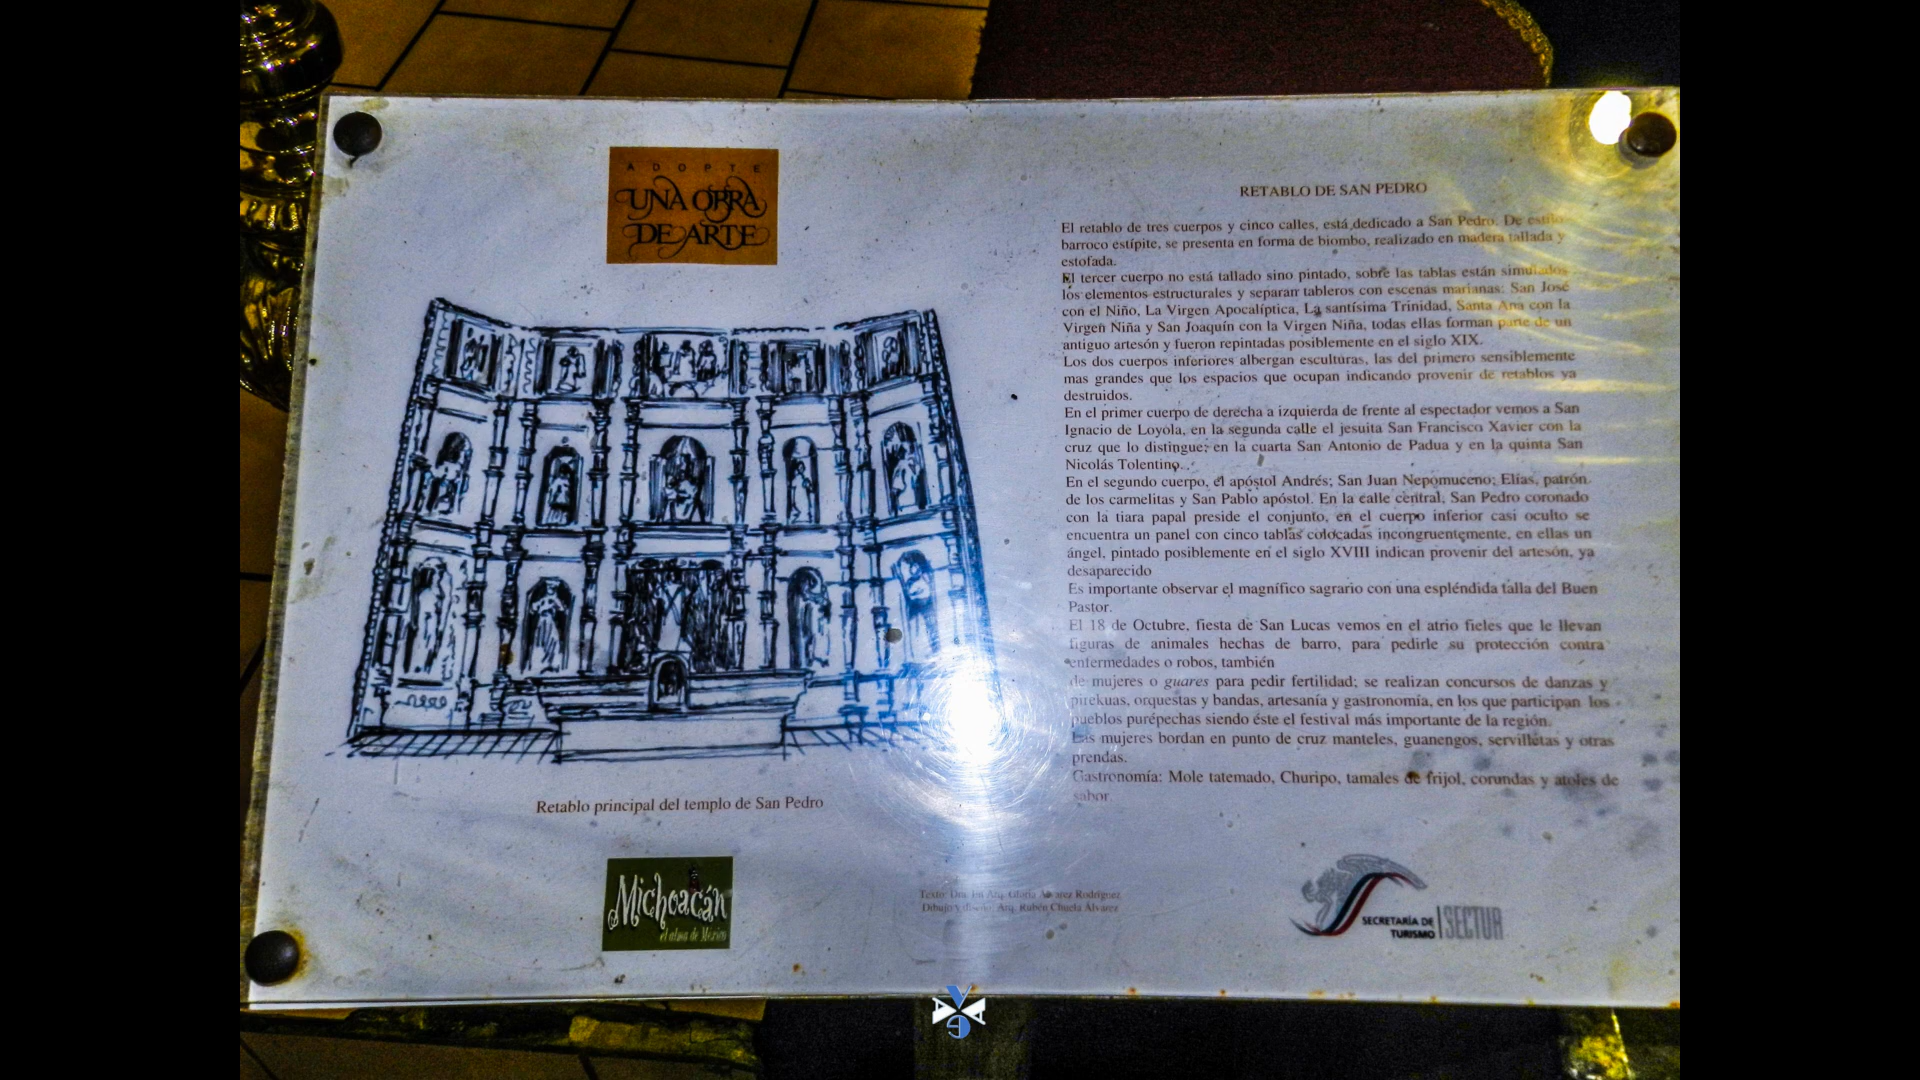 ADOPTE
UNA OBRA
DE ARTE
Retablo principal del templo de San Pedro
Michoacán
el alma de México
RETABLO DE SAN PEDRO
El retablo de tres cuerpos y cinco calles, está dedicado a San Pedro. De estilo
barroco estípite, se presenta en forma de biombo, realizado en madera tallada y
estofada.
El tercer cuerpo no está tallado sino pintado, sobre las tablas están simulados
los elementos estructurales y separan tableros con escenas marianas: San José
con el Niño, La Virgen Apocalíptica, La santísima Trinidad, Santa Ana con la
Virgen Niña y San Joaquín con la Virgen Niña, todas ellas forman parte de un
antiguo artesón y fueron repintadas posiblemente en el siglo XIX.
Los dos cuerpos inferiores albergan esculturas, las del primero sensiblemente
mas grandes que los espacios que ocupan indicando provenir de retablos ya
destruidos.
En el primer cuerpo de derecha a izquierda de frente al espectador vemos a San
Ignacio de Loyola, en la segunda calle el jesuita San Francisco Xavier con la
cruz que lo distingue; en la cuarta San Antonio de Padua y en la quinta San
Nicolás Tolentino.
En el segundo cuerpo, el apóstol Andrés; San Juan Nepomuceno; Elías, patrón
de los carmelitas y San Pablo apóstol. En la calle central, San Pedro coronado
con la tiara papal preside el conjunto, en el cuerpo inferior casi oculto se
encuentra un panel con cinco tablas colocadas incongruentemente, en ellas un
ángel, pintado posiblemente en el siglo XVIII indican provenir del artesón, ya
desaparecido
Es importante observar el magnífico sagrario con una espléndida talla del Buen
Pastor.
El 18 de Octubre, fiesta de San Lucas vemos en el atrio fieles que le llevan
figuras de animales hechas de barro, para pedirle su protección contra
enfermedades o robos, también
de mujeres o guares para pedir fertilidad; se realizan concursos de danzas y
pirekuas, orquestas y bandas, artesanía y gastronomía, en los que participan los
pueblos purépechas siendo éste el festival más importante de la región.
Las mujeres bordan en punto de cruz manteles, guanengos, servilletas y otras
prendas.
Gastronomía: Mole tatemado, Churipo, tamales de frijol, corundas y atoles de
sabor.
Texto: Arq. Gloria Álvarez Rodríguez
Dibujo y diseño: Arq. Rubén Álvarez
SECRETARÍA DE
TURISMO
SECTUR